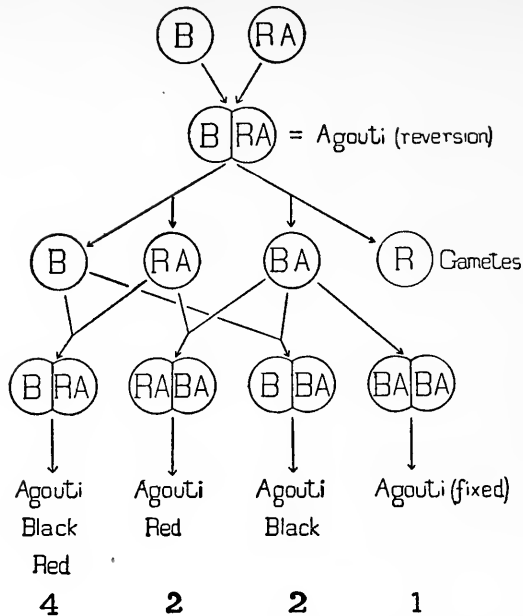 B RA
B RA = Agouti (reversion)
B RA BA R Gametes
B RA RA BA B BA BA BA
Agouti Agouti Agouti Agouti (fixed)
Black Red Black
Red
4 2 2 1